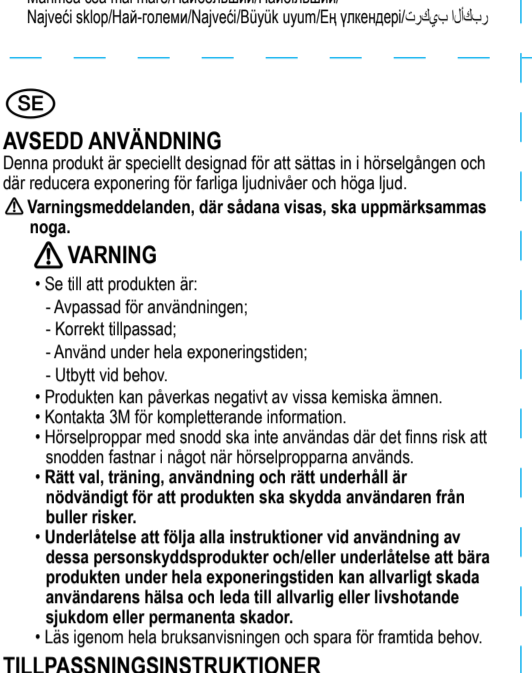 Najveći sklop/Най-големи/Najveći/Büyük uyum/Ең үлкендері/
SE
AVSEDD ANVÄNDNING
Denna produkt är speciellt designad för att sättas in i hörselgången och
där reducera exponering för farliga ljudnivåer och höga ljud.
⚠ Varningsmeddelanden, där sådana visas, ska uppmärksammas
noga.
⚠ VARNING
• Se till att produkten är:
- Avpassad för användningen;
- Korrekt tillpassad;
- Använd under hela exponeringstiden;
- Utbytt vid behov.
• Produkten kan påverkas negativt av vissa kemiska ämnen.
• Kontakta 3M för kompletterande information.
• Hörselproppar med snodd ska inte användas där det finns risk att
snodden fastnar i något när hörselpropparna används.
• Rätt val, träning, användning och rätt underhåll är
nödvändigt för att produkten ska skydda användaren från
buller risker.
• Underlåtelse att följa alla instruktioner vid användning av
dessa personskyddsprodukter och/eller underlåtelse att bära
produkten under hela exponeringstiden kan allvarligt skada
användarens hälsa och leda till allvarlig eller livshotande
sjukdom eller permanenta skador.
• Läs igenom hela bruksanvisningen och spara för framtida behov.
TILLPASSNINGSINSTRUKTIONER